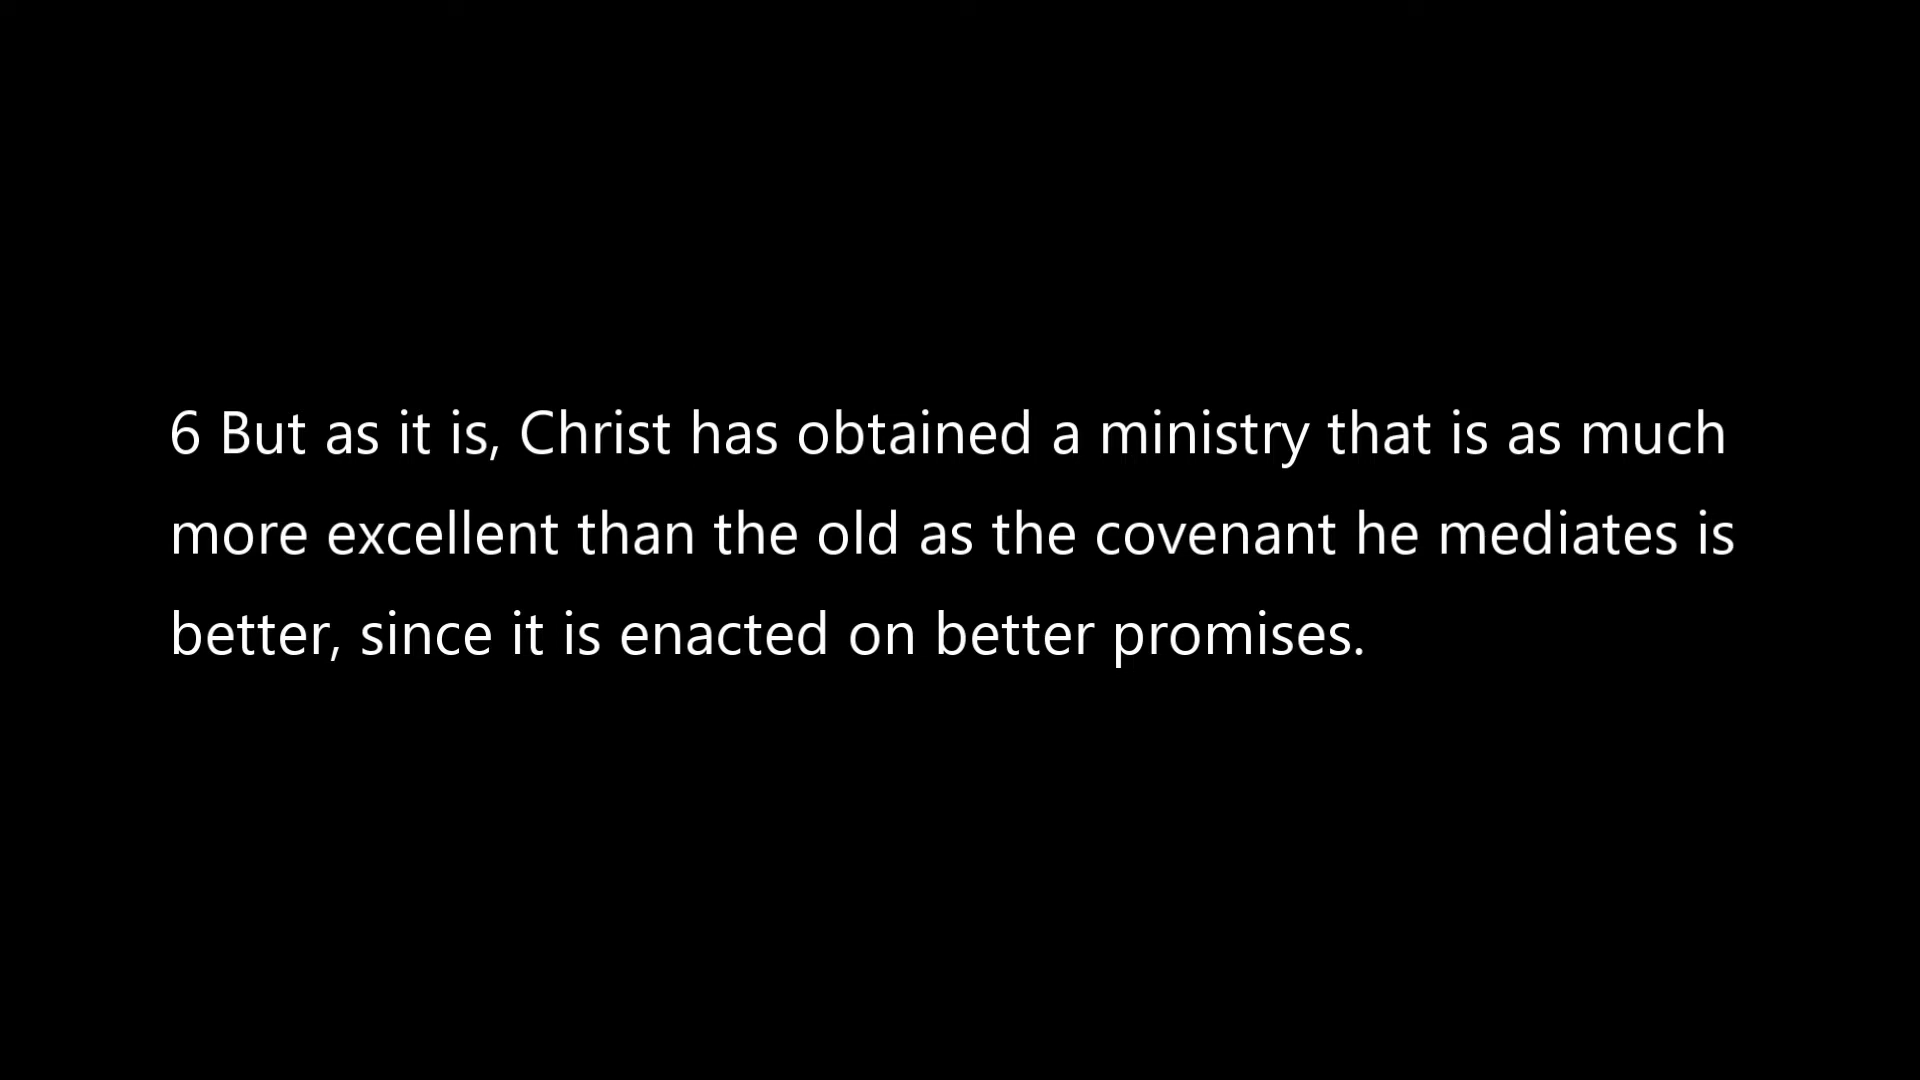 6 But as it is, Christ has obtained a ministry that is as much
more excellent than the old as the covenant he mediates is
better, since it is enacted on better promises.